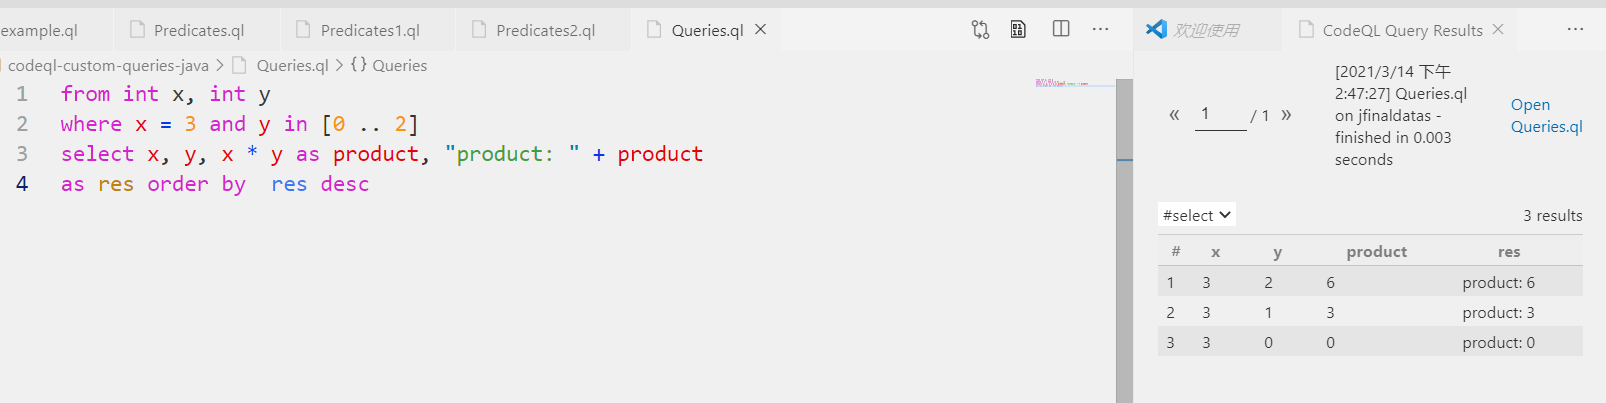 example.ql Predicates.ql Predicates1.ql Predicates2.ql Queries.ql
codeql-custom-queries-java > Queries.ql > {} Queries
1 from int x, int y
2 where x = 3 and y in [0 .. 2]
3 select x, y, x * y as product, "product: " + product
4 as res order by  res desc
欢迎使用 CodeQL Query Results
« 1 / 1 »
[2021/3/14 下午
2:47:27] Queries.ql
on jfinaldatas -
finished in 0.003
seconds
Open
Queries.ql
#select 3 results
# x y product res
1 3 2 6 product: 6
2 3 1 3 product: 3
3 3 0 0 product: 0